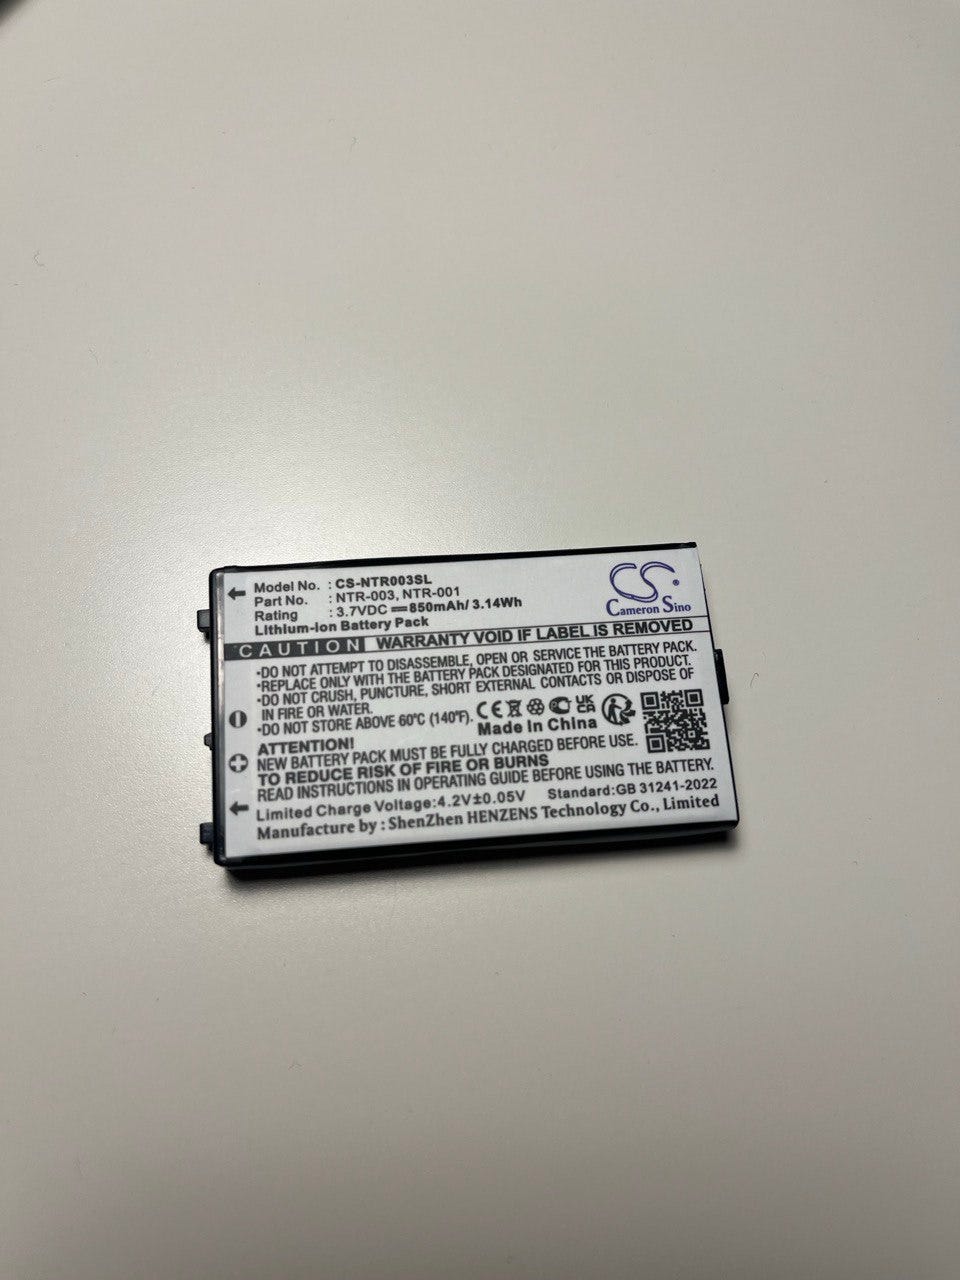 Model No. : CS-NTR003SL
Part No. : NTR-003, NTR-001
Rating : 3.7VDC 850mAh/ 3.14Wh
Lithium-ion Battery Pack
CS®
Cameron Sino
CAUTION WARRANTY VOID IF LABEL IS REMOVED
•DO NOT ATTEMPT TO DISASSEMBLE, OPEN OR SERVICE THE BATTERY PACK.
•REPLACE ONLY WITH THE BATTERY PACK DESIGNATED FOR THIS PRODUCT.
•DO NOT CRUSH, PUNCTURE, SHORT EXTERNAL CONTACTS OR DISPOSE OF
IN FIRE OR WATER.
•DO NOT STORE ABOVE 60°C (140°F).
CE UKCA
Made In China
ATTENTION!
NEW BATTERY PACK MUST BE FULLY CHARGED BEFORE USE.
TO REDUCE RISK OF FIRE OR BURNS
READ INSTRUCTIONS IN OPERATING GUIDE BEFORE USING THE BATTERY.
Limited Charge Voltage:4.2V±0.05V Standard:GB 31241-2022
Manufacture by : ShenZhen HENZENS Technology Co., Limited